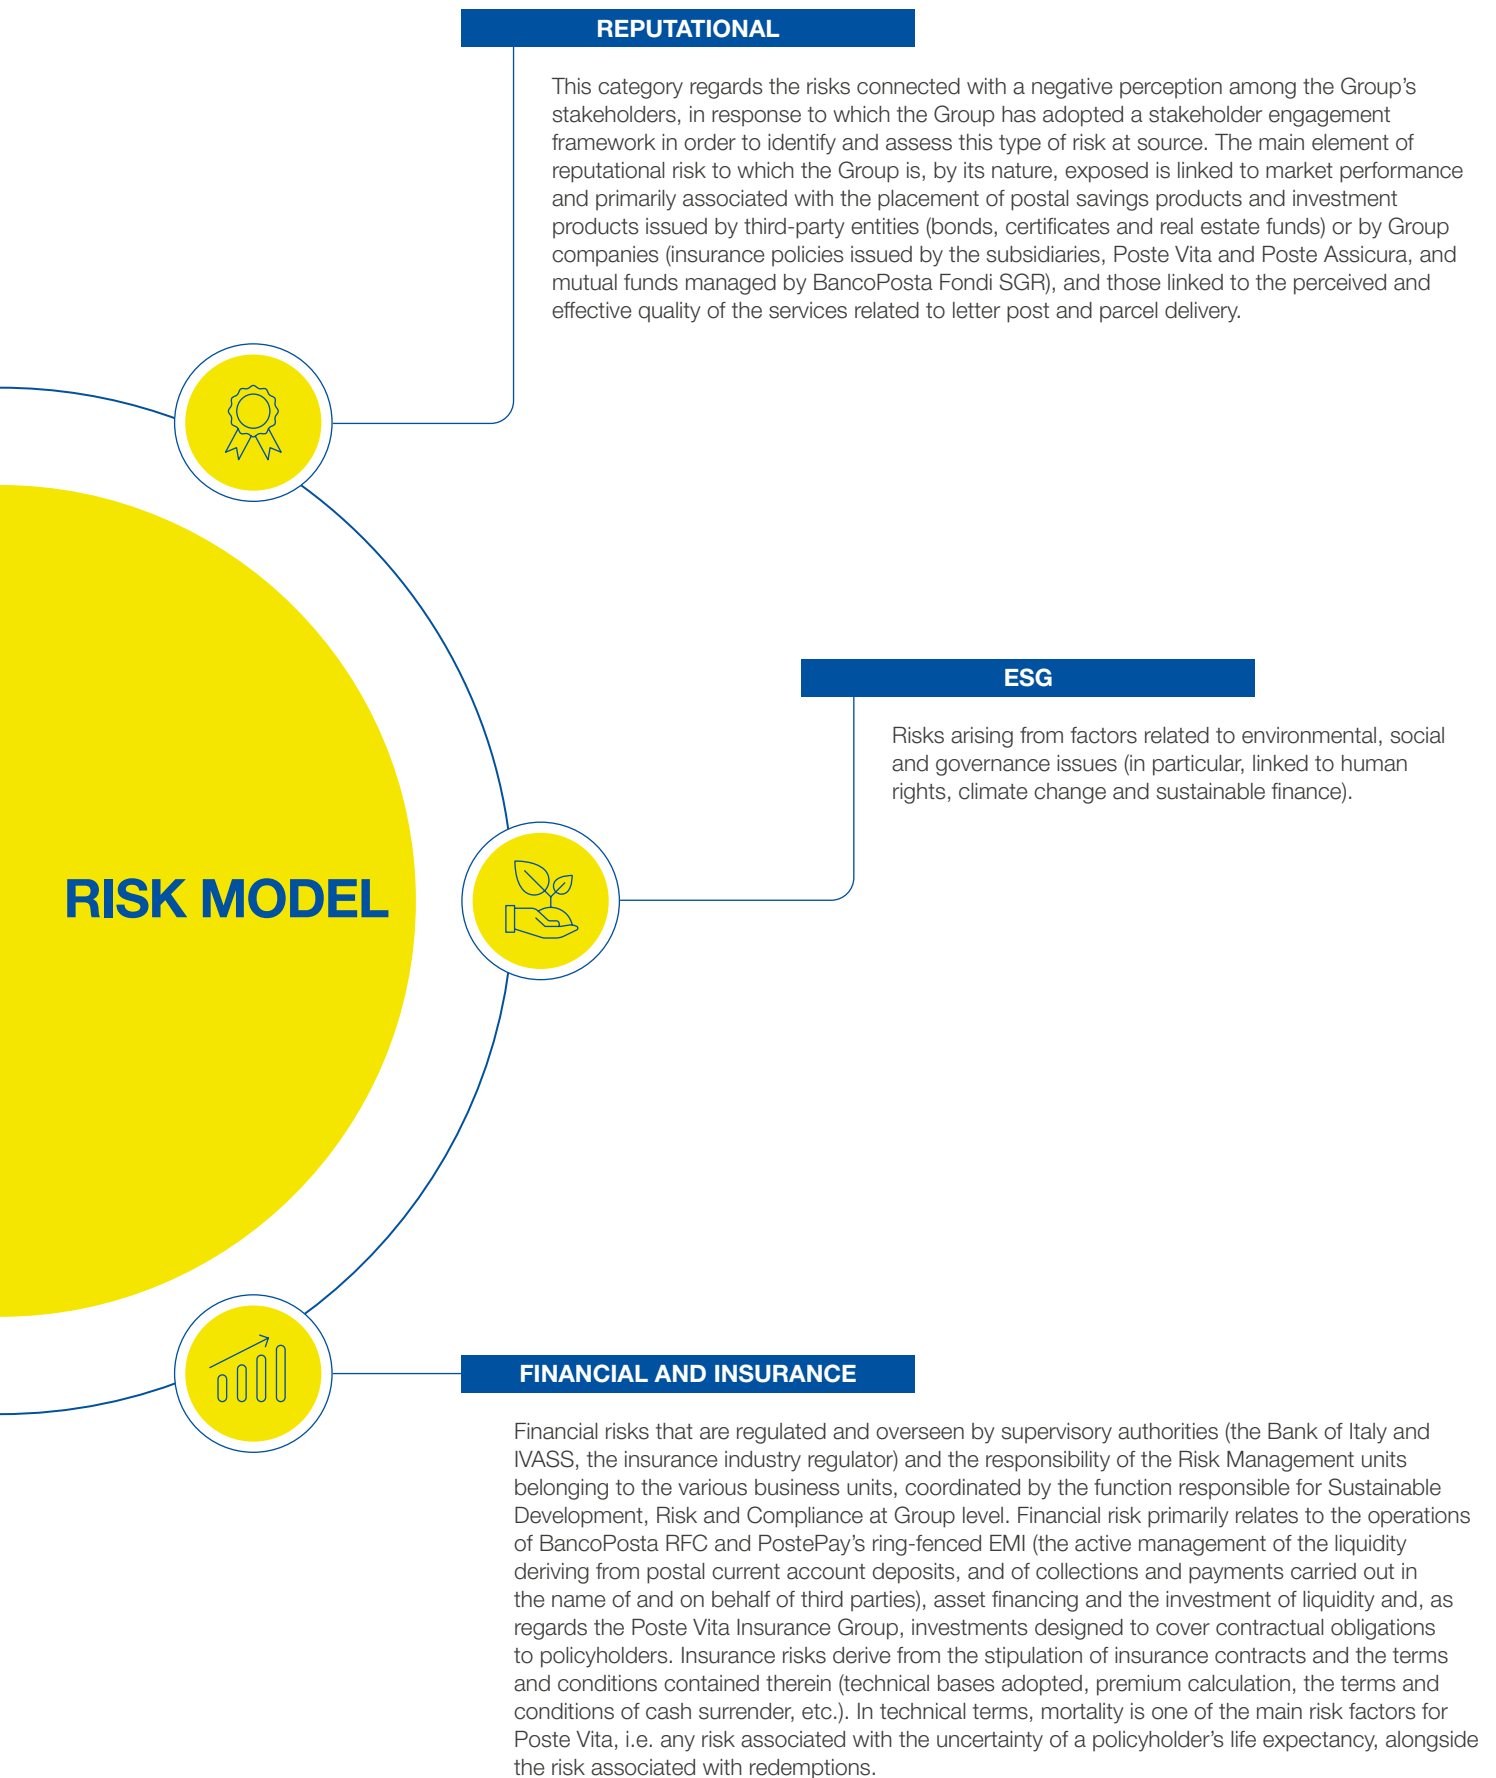 REPUTATIONAL
This category regards the risks connected with a negative perception among the Group's
stakeholders, in response to which the Group has adopted a stakeholder engagement
framework in order to identify and assess this type of risk at source. The main element of
reputational risk to which the Group is, by its nature, exposed is linked to market performance
and primarily associated with the placement of postal savings products and investment
products issued by third-party entities (bonds, certificates and real estate funds) or by Group
companies (insurance policies issued by the subsidiaries, Poste Vita and Poste Assicura, and
mutual funds managed by BancoPosta Fondi SGR), and those linked to the perceived and
effective quality of the services related to letter post and parcel delivery.
ESG
Risks arising from factors related to environmental, social
and governance issues (in particular, linked to human
rights, climate change and sustainable finance).
RISK MODEL
FINANCIAL AND INSURANCE
Financial risks that are regulated and overseen by supervisory authorities (the Bank of Italy and
IVASS, the insurance industry regulator) and the responsibility of the Risk Management units
belonging to the various business units, coordinated by the function responsible for Sustainable
Development, Risk and Compliance at Group level. Financial risk primarily relates to the operations
of BancoPosta RFC and PostePay's ring-fenced EMI (the active management of the liquidity
deriving from postal current account deposits, and of collections and payments carried out in
the name of and on behalf of third parties), asset financing and the investment of liquidity and, as
regards the Poste Vita Insurance Group, investments designed to cover contractual obligations
to policyholders. Insurance risks derive from the stipulation of insurance contracts and the terms
and conditions contained therein (technical bases adopted, premium calculation, the terms and
conditions of cash surrender, etc.). In technical terms, mortality is one of the main risk factors for
Poste Vita, i.e. any risk associated with the uncertainty of a policyholder's life expectancy, alongside
the risk associated with redemptions.